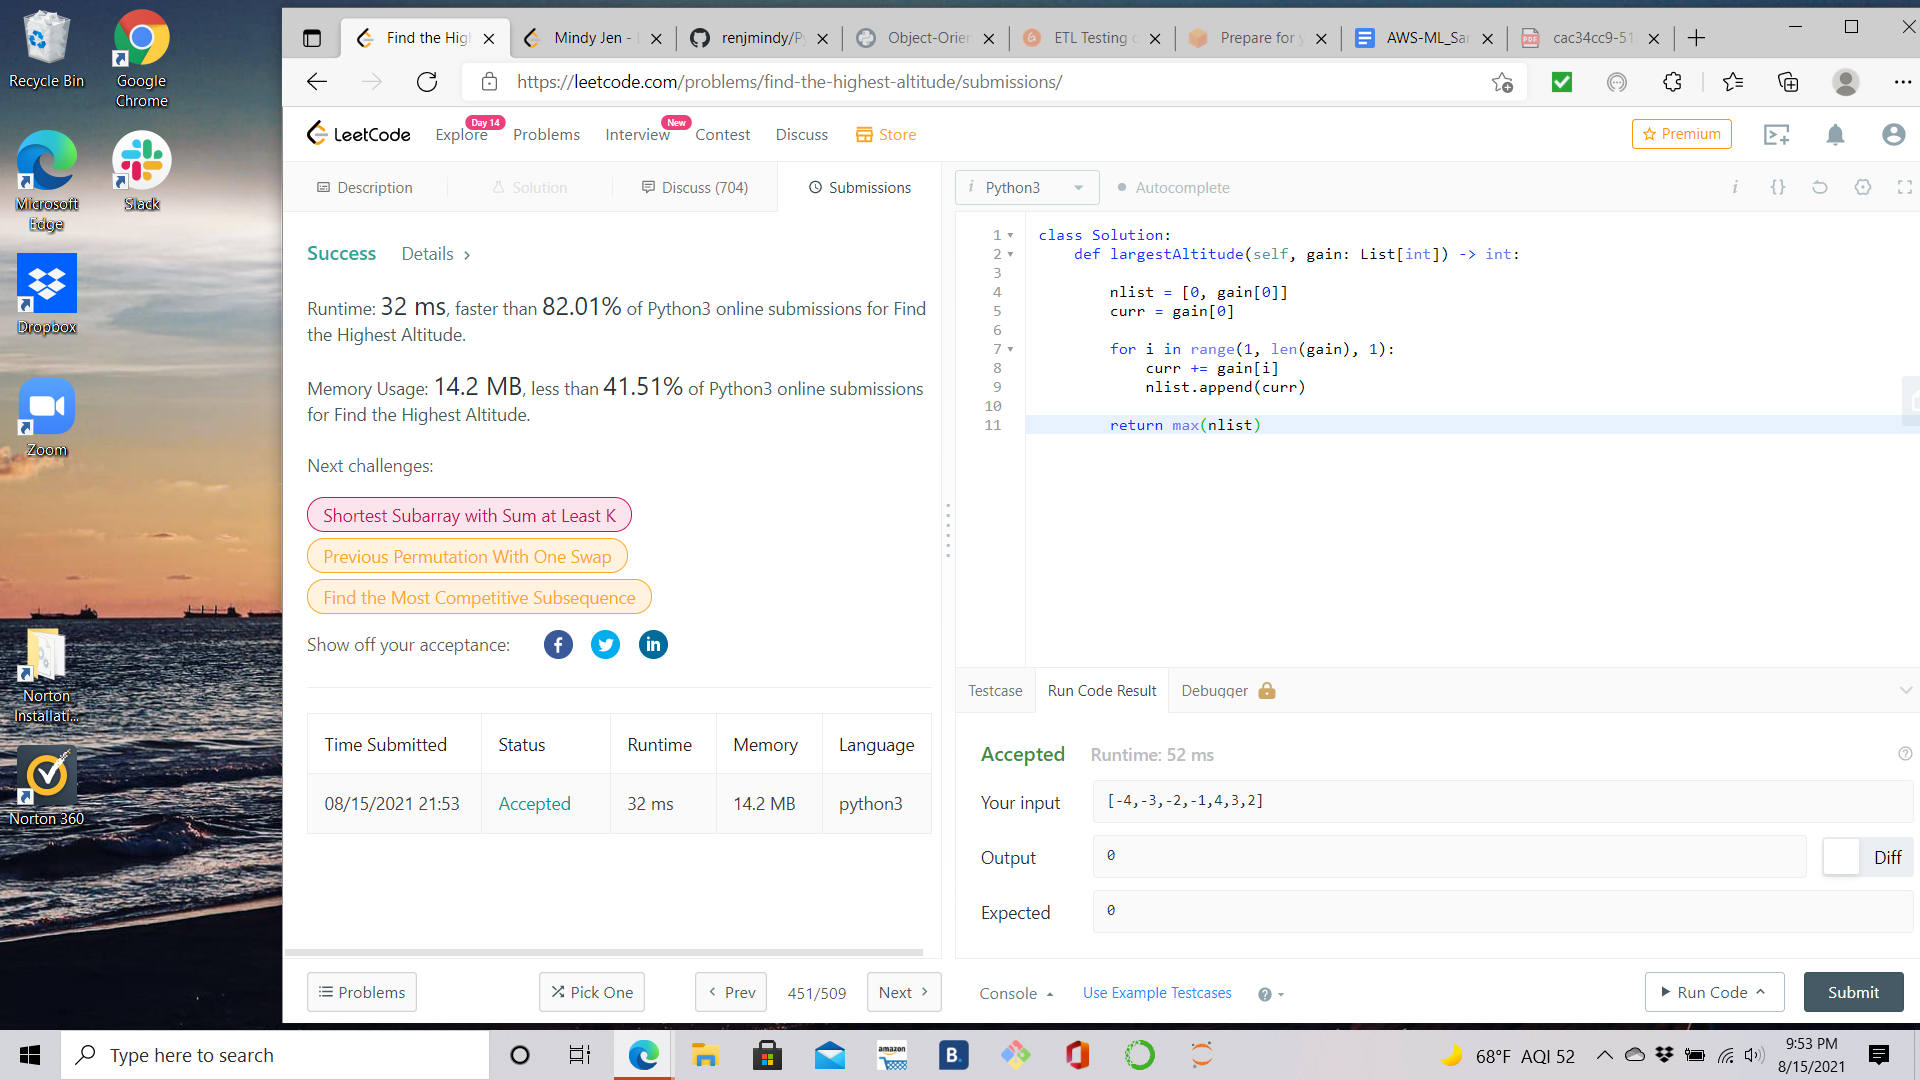 Recycle Bin
Google Chrome
Microsoft Edge
Slack
Dropbox
Zoom
Norton Installati...
Norton 360
Find the Hig
Mindy Jen -
renjmindy/P
Object-Orie
ETL Testing
Prepare for
AWS-ML_Sa
cac34cc9-51
https://leetcode.com/problems/find-the-highest-altitude/submissions/
LeetCode
Explore
Day 14
Problems
Interview
New
Contest
Discuss
Store
Premium
Description
Solution
Discuss (704)
Submissions
Python3
Autocomplete
Success
Details
Runtime: 32 ms, faster than 82.01% of Python3 online submissions for Find
the Highest Altitude.
Memory Usage: 14.2 MB, less than 41.51% of Python3 online submissions
for Find the Highest Altitude.
Next challenges:
Shortest Subarray with Sum at Least K
Previous Permutation With One Swap
Find the Most Competitive Subsequence
Show off your acceptance:
Time Submitted Status Runtime Memory Language
08/15/2021 21:53 Accepted 32 ms 14.2 MB python3
Problems
Pick One
Prev
451/509
Next
1 class Solution:
2     def largestAltitude(self, gain: List[int]) -> int:
3
4         nlist = [0, gain[0]]
5         curr = gain[0]
6
7         for i in range(1, len(gain), 1):
8             curr += gain[i]
9             nlist.append(curr)
10
11         return max(nlist)
Testcase
Run Code Result
Debugger
Accepted
Runtime: 52 ms
Your input
[-4,-3,-2,-1,4,3,2]
Output
0
Diff
Expected
0
Console
Use Example Testcases
Run Code
Submit
Type here to search
amazon
B.
68°F AQI 52
9:53 PM
8/15/2021